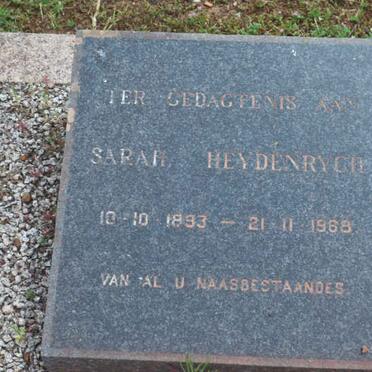 TER GEDAGTENIS AAN
SARAH HEYDENRYCH
10-10 1893 — 21-11 1968
VAN AL U NAASBESTAANDES